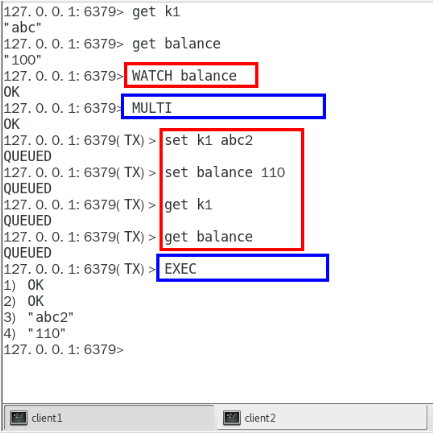 127. 0. 0. 1: 6379> get k1
"abc"
127. 0. 0. 1: 6379> get balance
"100"
127. 0. 0. 1: 6379> WATCH balance
OK
127. 0. 0. 1: 6379> MULTI
OK
127. 0. 0. 1: 6379( TX) > set k1 abc2
QUEUED
127. 0. 0. 1: 6379( TX) > set balance 110
QUEUED
127. 0. 0. 1: 6379( TX) > get k1
QUEUED
127. 0. 0. 1: 6379( TX) > get balance
QUEUED
127. 0. 0. 1: 6379( TX) > EXEC
1) OK
2) OK
3) "abc2"
4) "110"
127. 0. 0. 1: 6379>
client1
client2